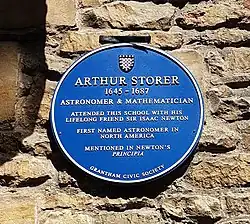 ARTHUR STORER
1645 - 1687
ASTRONOMER & MATHEMATICIAN
ATTENDED THIS SCHOOL WITH HIS
LIFELONG FRIEND SIR ISAAC NEWTON
FIRST NAMED ASTRONOMER IN
NORTH AMERICA
MENTIONED IN NEWTON'S
PRINCIPIA
GRANTHAM CIVIC SOCIETY